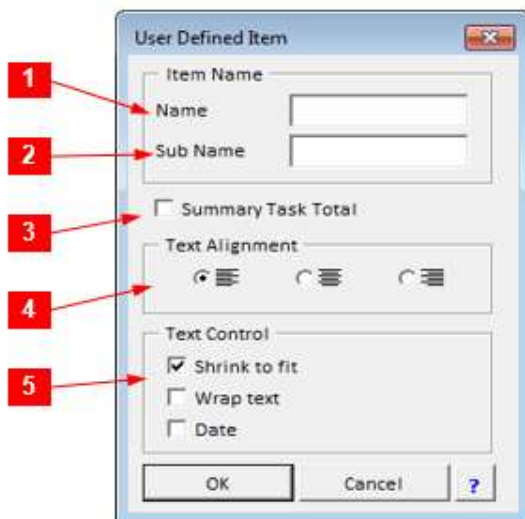 User Defined Item
Item Name
1
Name
2
Sub Name
3
Summary Task Total
Text Alignment
4
Text Control
5
Shrink to fit
Wrap text
Date
OK Cancel ?